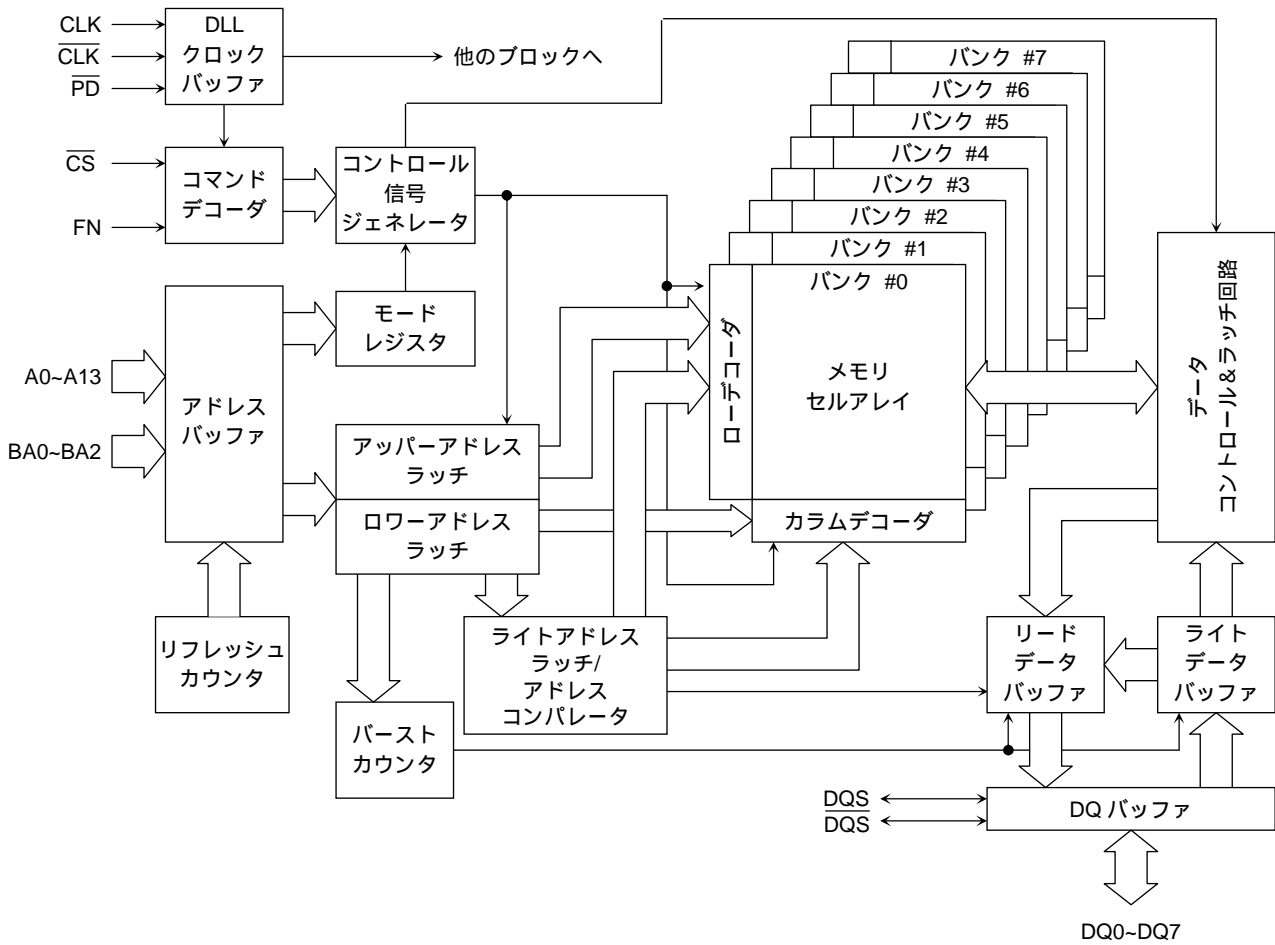 CLK
CLK
PD
DLL
クロック
バッファ
他のブロックへ
CS
FN
コマンド
デコーダ
コントロール
信号
ジェネレータ
モード
レジスタ
A0~A13
BA0~BA2
アドレス
バッファ
アッパーアドレス
ラッチ
ロワーアドレス
ラッチ
リフレッシュ
カウンタ
バースト
カウンタ
ライトアドレス
ラッチ/
アドレス
コンパレータ
バンク #7
バンク #6
バンク #5
バンク #4
バンク #3
バンク #2
バンク #1
バンク #0
ローデコーダ
メモリ
セルアレイ
カラムデコーダ
データ
コントロール&ラッチ回路
リード
データ
バッファ
ライト
データ
バッファ
DQS
DQS
DQ バッファ
DQ0~DQ7